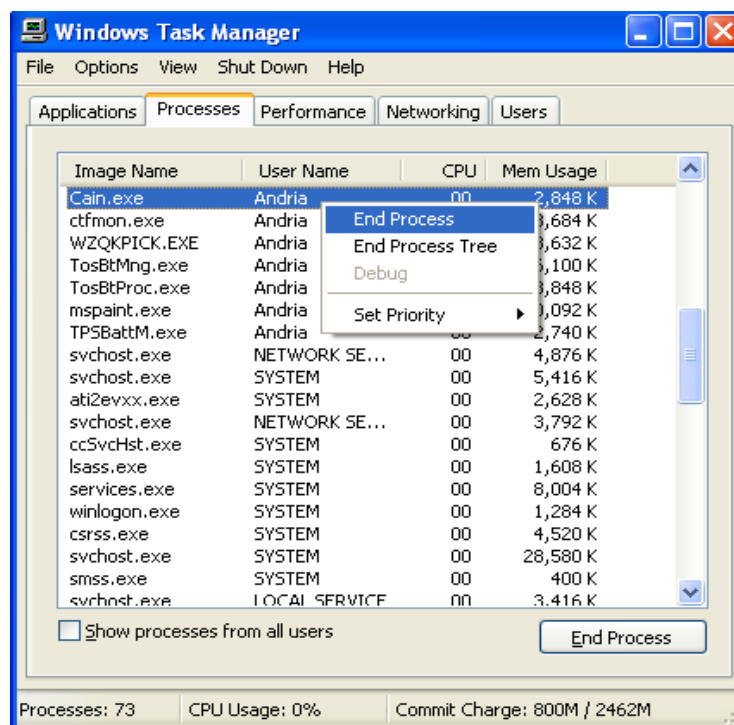 Windows Task Manager
File Options View Shut Down Help
Applications Processes Performance Networking Users
Image Name User Name CPU Mem Usage
Cain.exe Andria 00 2,848 K
ctfmon.exe Andria ,684 K
WZQKPICK.EXE Andria ,632 K
TosBtMng.exe Andria ,100 K
TosBtProc.exe Andria ,848 K
mspaint.exe Andria ,092 K
TPSBattM.exe Andria 00 2,740 K
End Process
End Process Tree
Debug
Set Priority
svchost.exe NETWORK SE... 00 4,876 K
svchost.exe SYSTEM 00 5,416 K
ati2evxx.exe SYSTEM 00 2,628 K
svchost.exe NETWORK SE... 00 3,792 K
ccSvcHst.exe SYSTEM 00 676 K
lsass.exe SYSTEM 00 1,608 K
services.exe SYSTEM 00 8,004 K
winlogon.exe SYSTEM 00 1,284 K
csrss.exe SYSTEM 00 4,520 K
svchost.exe SYSTEM 00 28,580 K
smss.exe SYSTEM 00 400 K
svchost.exe LOCAL SERVICE 00 3,416 K
Show processes from all users
End Process
Processes: 73 CPU Usage: 0% Commit Charge: 800M / 2462M